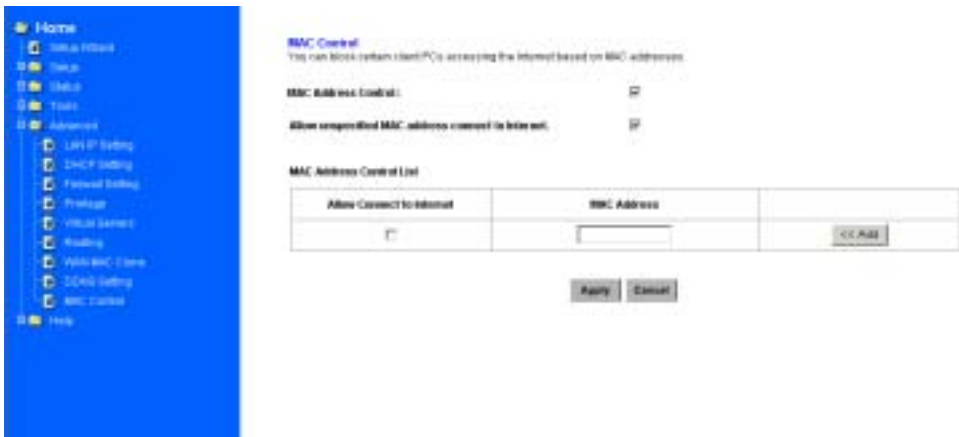 Home
Setup Wizard
Setup
Status
Tools
Advanced
LAN IP Setting
DHCP Setting
Firewall Setting
Privilege
Virtual Servers
Routing
WAN MAC Clone
DDNS Setting
MAC Control
Help
MAC Control
You can block certain client PCs accessing the Internet based on MAC addresses.
MAC Address Control :
Allow unspecified MAC address connect to Internet.
MAC Address Control List
Allow Connect to Internet MAC Address
<< Add
Apply Cancel